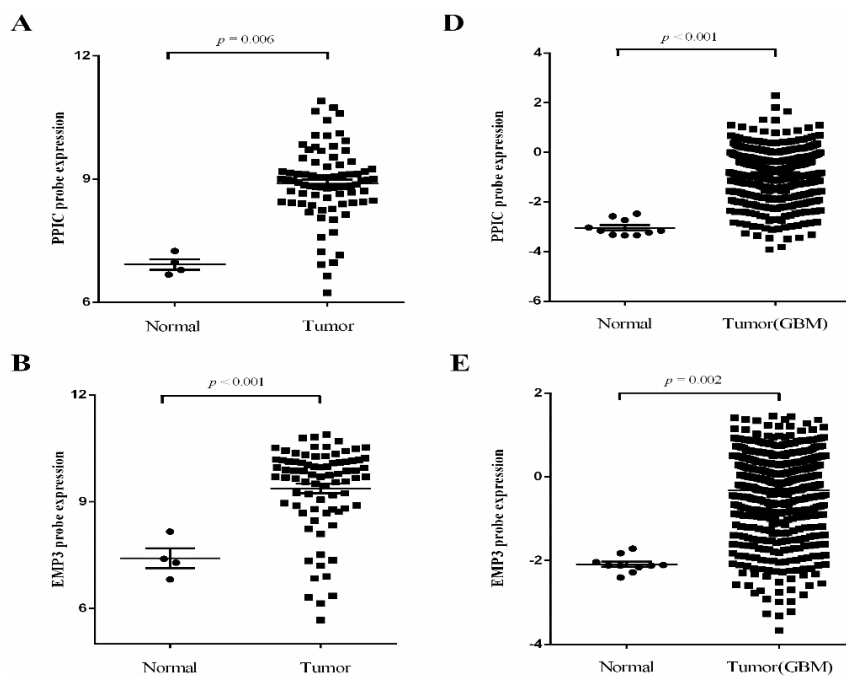 A
p = 0.006
12
9
6
PPIC probe expression
Normal
Tumor
D
p < 0.001
4
2
0
-2
-4
-6
PPIC probe expression
Normal
Tumor(GBM)
B
p < 0.001
12
9
6
EMP3 probe expression
Normal
Tumor
E
p = 0.002
2
0
-2
-4
EMP3 probe expression
Normal
Tumor(GBM)